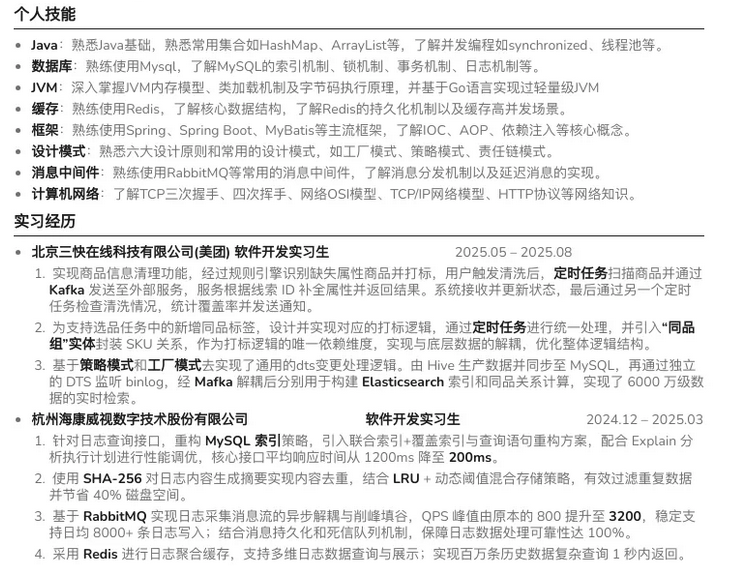 个人技能
• Java：熟悉Java基础，熟悉常用集合如HashMap、ArrayList等，了解并发编程如synchronized、线程池等。
• 数据库：熟练使用Mysql，了解MySQL的索引机制、锁机制、事务机制、日志机制等。
• JVM：深入掌握JVM内存模型、类加载机制及字节码执行原理，并基于Go语言实现过轻量级JVM
• 缓存：熟练使用Redis，了解核心数据结构，了解Redis的持久化机制以及缓存高并发场景。
• 框架：熟练使用Spring、Spring Boot、MyBatis等主流框架，了解IOC、AOP、依赖注入等核心概念。
• 设计模式：熟悉六大设计原则和常用的设计模式，如工厂模式、策略模式、责任链模式。
• 消息中间件：熟练使用RabbitMQ等常用的消息中间件，了解消息分发机制以及延迟消息的实现。
• 计算机网络：了解TCP三次握手、四次挥手、网络OSI模型、TCP/IP网络模型、HTTP协议等网络知识。
实习经历
• 北京三快在线科技有限公司(美团) 软件开发实习生 2025.05 – 2025.08
1. 实现商品信息清理功能，经过规则引擎识别缺失属性商品并打标，用户触发清洗后，定时任务扫描商品并通过
Kafka 发送至外部服务，服务根据线索 ID 补全属性并返回结果。系统接收并更新状态，最后通过另一个定时
任务检查清洗情况，统计覆盖率并发送通知。
2. 为支持选品任务中的新增同品标签，设计并实现对应的打标逻辑，通过定时任务进行统一处理，并引入“同品
组”实体封装 SKU 关系，作为打标逻辑的唯一依赖维度，实现与底层数据的解耦，优化整体逻辑结构。
3. 基于策略模式和工厂模式去实现了通用的dts变更处理逻辑。由 Hive 生产数据并同步至 MySQL，再通过独立
的 DTS 监听 binlog，经 Mafka 解耦后分别用于构建 Elasticsearch 索引和同品关系计算，实现了 6000 万级数
据的实时检索。
• 杭州海康威视数字技术股份有限公司 软件开发实习生 2024.12 – 2025.03
1. 针对日志查询接口，重构 MySQL 索引策略，引入联合索引+覆盖索引与查询语句重构方案，配合 Explain 分
析执行计划进行性能调优，核心接口平均响应时间从 1200ms 降至 200ms。
2. 使用 SHA-256 对日志内容生成摘要实现内容去重，结合 LRU + 动态阈值混合存储策略，有效过滤重复数据
并节省 40% 磁盘空间。
3. 基于 RabbitMQ 实现日志采集消息流的异步解耦与削峰填谷，QPS 峰值由原本的 800 提升至 3200，稳定支
持日均 8000+ 条日志写入；结合消息持久化和死信队列机制，保障日志数据处理可靠性达 100%。
4. 采用 Redis 进行日志聚合缓存，支持多维日志数据查询与展示；实现百万条历史数据复杂查询 1 秒内返回。